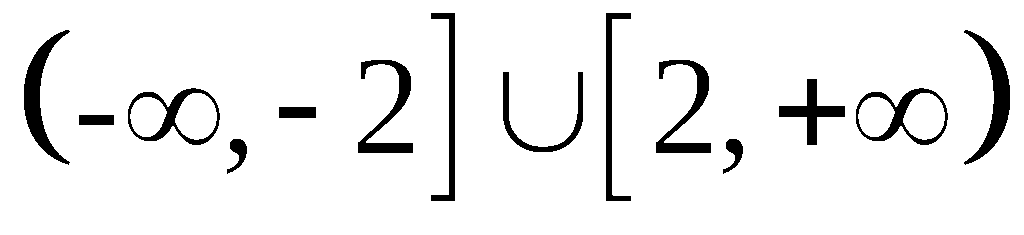 (-∞, - 2] ∪ [2, +∞)